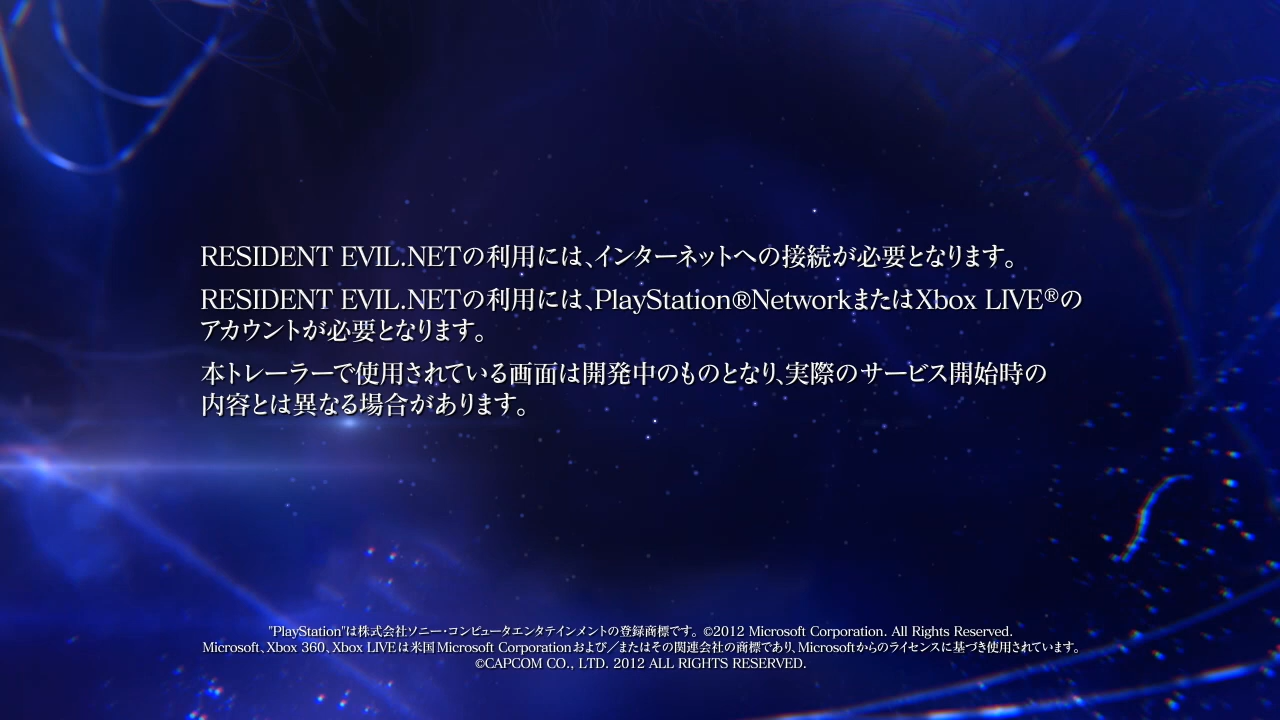 RESIDENT EVIL.NETの利用には、インターネットへの接続が必要となります。
RESIDENT EVIL.NETの利用には、PlayStation®NetworkまたはXbox LIVE®の
アカウントが必要となります。
本トレーラーで使用されている画面は開発中のものとなり、実際のサービス開始時の
内容とは異なる場合があります。
"PlayStation"は株式会社ソニー・コンピュータエンタテインメントの登録商標です。 ©2012 Microsoft Corporation. All Rights Reserved.
Microsoft、Xbox 360、Xbox LIVEは米国Microsoft Corporationおよび／またはその関連会社の商標であり、Microsoftからのライセンスに基づき使用されています。
©CAPCOM CO., LTD. 2012 ALL RIGHTS RESERVED.